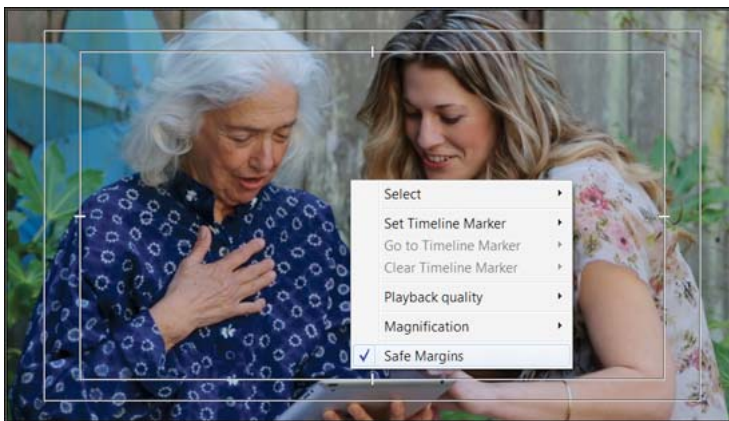 Select
Set Timeline Marker
Go to Timeline Marker
Clear Timeline Marker
Playback quality
Magnification
Safe Margins